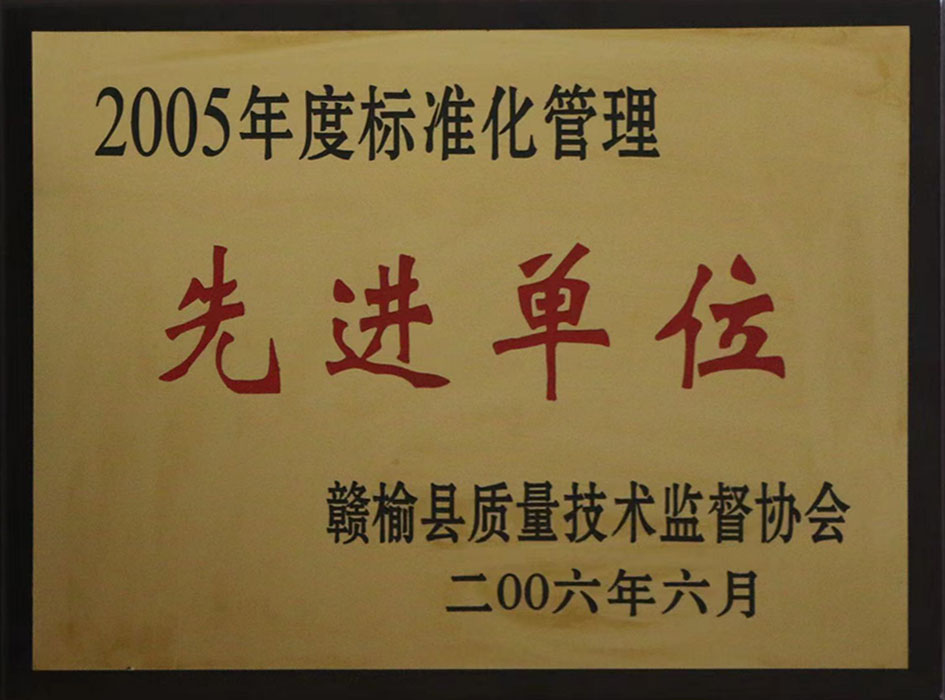 2005年度标准化管理
先进单位
赣榆县质量技术监督协会
二00六年六月